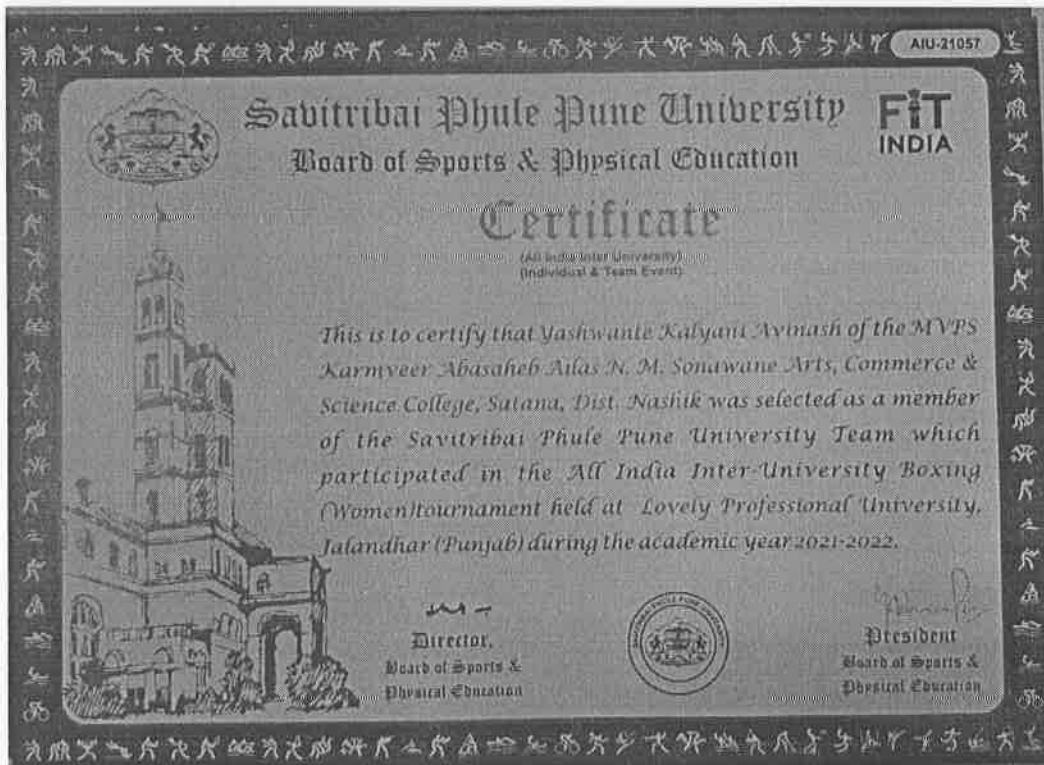 AIU-21057
Savitribai Phule Pune University
FiT
INDIA
Board of Sports & Physical Education
Certificate
(All India Inter University)
(Individual & Team Event)
This is to certify that Yashwante Kalyani Avinash of the MVPS
Karmveer Abasaheb Alias N. M. Sonawane Arts, Commerce &
Science College, Satana, Dist. Nashik was selected as a member
of the Savitribai Phule Pune University Team which
participated in the All India Inter-University Boxing
(Women)tournament held at Lovely Professional University,
Jalandhar (Punjab) during the academic year 2021-2022.
Director,
Board of Sports &
Physical Education
SAVITRIBAI PHULE PUNE UNIVERSITY
President
Board of Sports &
Physical Education